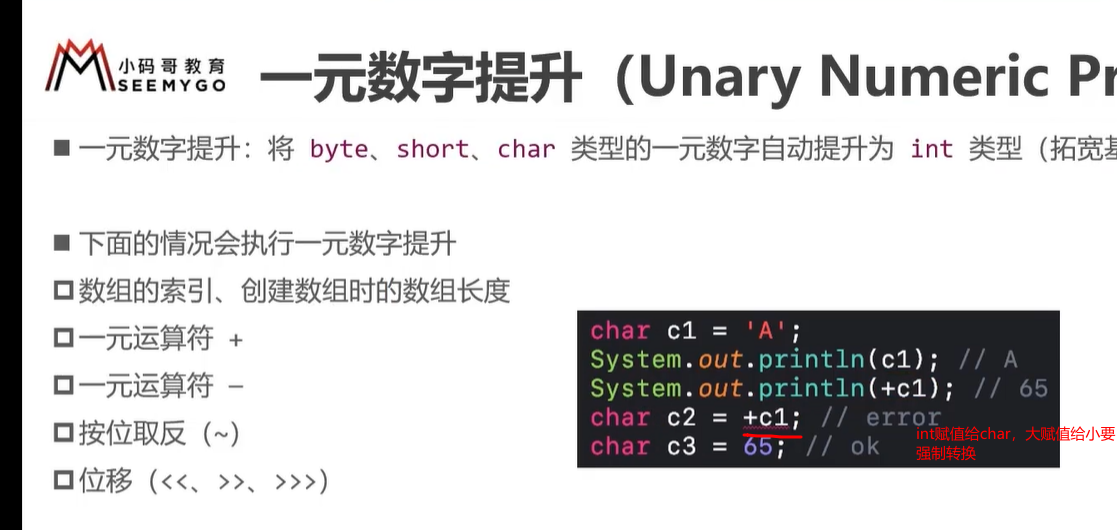 小码哥教育
SEEMYGO
一元数字提升（Unary Numeric Pr
■ 一元数字提升：将 byte、short、char 类型的一元数字自动提升为 int 类型（拓宽基
■ 下面的情况会执行一元数字提升
数组的索引、创建数组时的数组长度
一元运算符 +
一元运算符 –
按位取反（~）
位移（<<、>>、>>>）
char c1 = 'A';
System.out.println(c1); // A
System.out.println(+c1); // 65
char c2 = +c1; // error
char c3 = 65; // ok
int赋值给char，大赋值给小要
强制转换